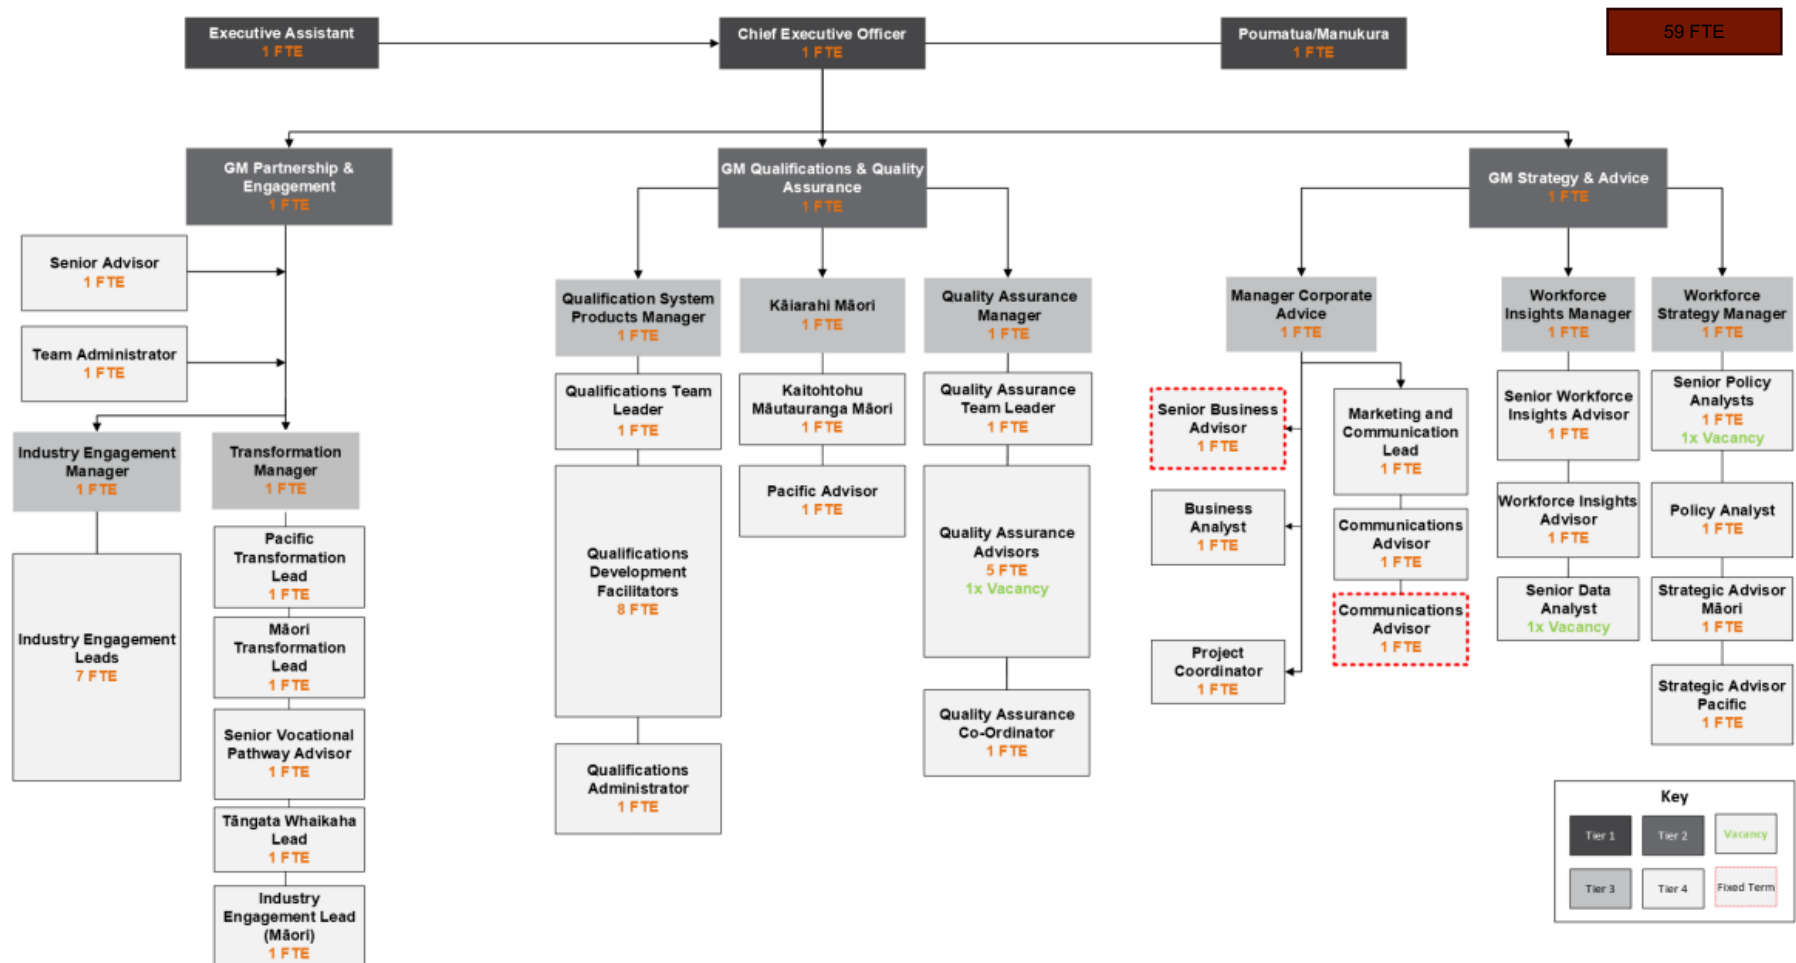 Executive Assistant
1 FTE
Chief Executive Officer
1 FTE
Poumatua/Manukura
1 FTE
59 FTE
GM Partnership &
Engagement
1 FTE
GM Qualifications & Quality
Assurance
1 FTE
GM Strategy & Advice
1 FTE
Senior Advisor
1 FTE
Team Administrator
1 FTE
Industry Engagement
Manager
1 FTE
Industry Engagement
Leads
7 FTE
Transformation
Manager
1 FTE
Pacific
Transformation
Lead
1 FTE
Māori
Transformation
Lead
1 FTE
Senior Vocational
Pathway Advisor
1 FTE
Tāngata Whaikaha
Lead
1 FTE
Industry
Engagement Lead
(Māori)
1 FTE
Qualification System
Products Manager
1 FTE
Qualifications Team
Leader
1 FTE
Qualifications
Development
Facilitators
8 FTE
Qualifications
Administrator
1 FTE
Kāiarahi Māori
1 FTE
Kaitohtohu
Māutauranga Māori
1 FTE
Pacific Advisor
1 FTE
Quality Assurance
Manager
1 FTE
Quality Assurance
Team Leader
1 FTE
Quality Assurance
Advisors
5 FTE
1x Vacancy
Quality Assurance
Co-Ordinator
1 FTE
Manager Corporate
Advice
1 FTE
Senior Business
Advisor
1 FTE
Business
Analyst
1 FTE
Project
Coordinator
1 FTE
Marketing and
Communication
Lead
1 FTE
Communications
Advisor
1 FTE
Communications
Advisor
1 FTE
Workforce
Insights Manager
1 FTE
Senior Workforce
Insights Advisor
1 FTE
Workforce Insights
Advisor
1 FTE
Senior Data
Analyst
1x Vacancy
Workforce
Strategy Manager
1 FTE
Senior Policy
Analysts
1 FTE
1x Vacancy
Policy Analyst
1 FTE
Strategic Advisor
Māori
1 FTE
Strategic Advisor
Pacific
1 FTE
Key
Tier 1
Tier 2
Vacancy
Tier 3
Tier 4
Fixed Term